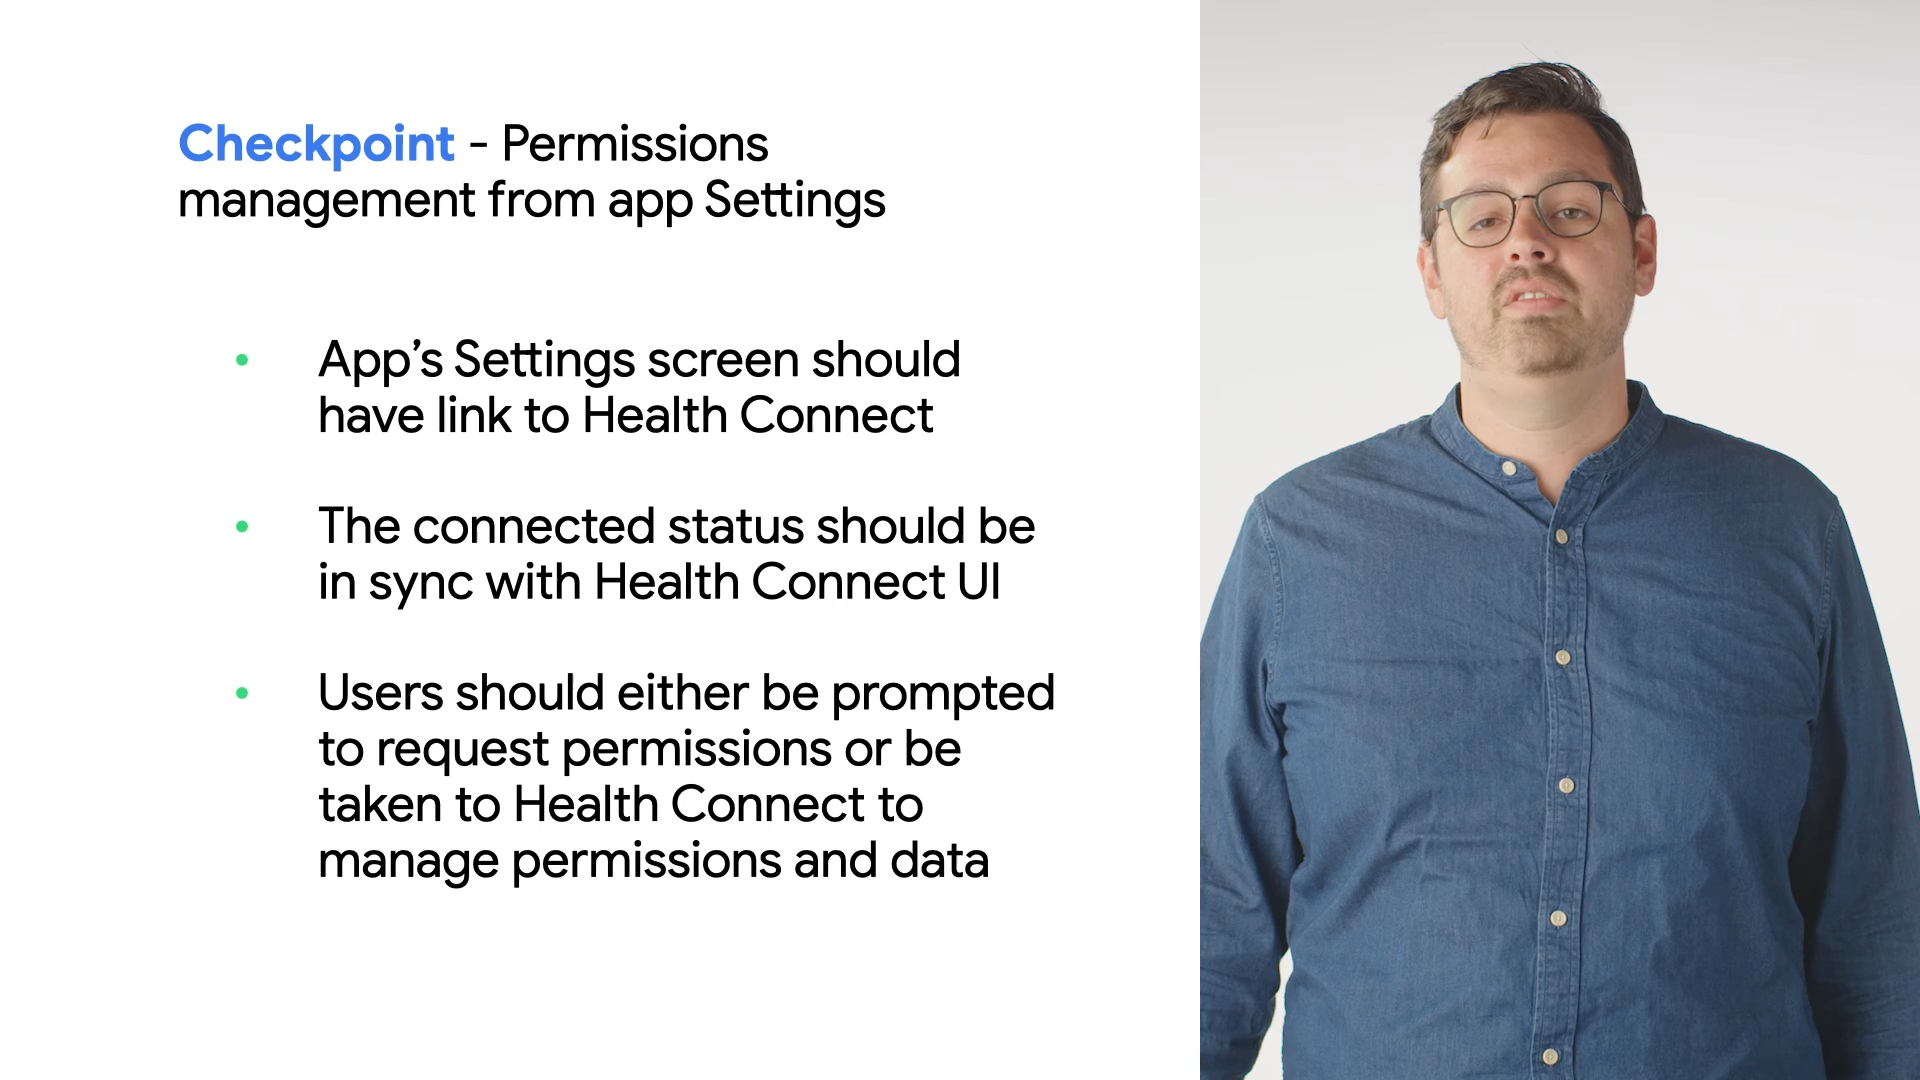 Checkpoint - Permissions
management from app Settings
• App’s Settings screen should
have link to Health Connect
• The connected status should be
in sync with Health Connect UI
• Users should either be prompted
to request permissions or be
taken to Health Connect to
manage permissions and data